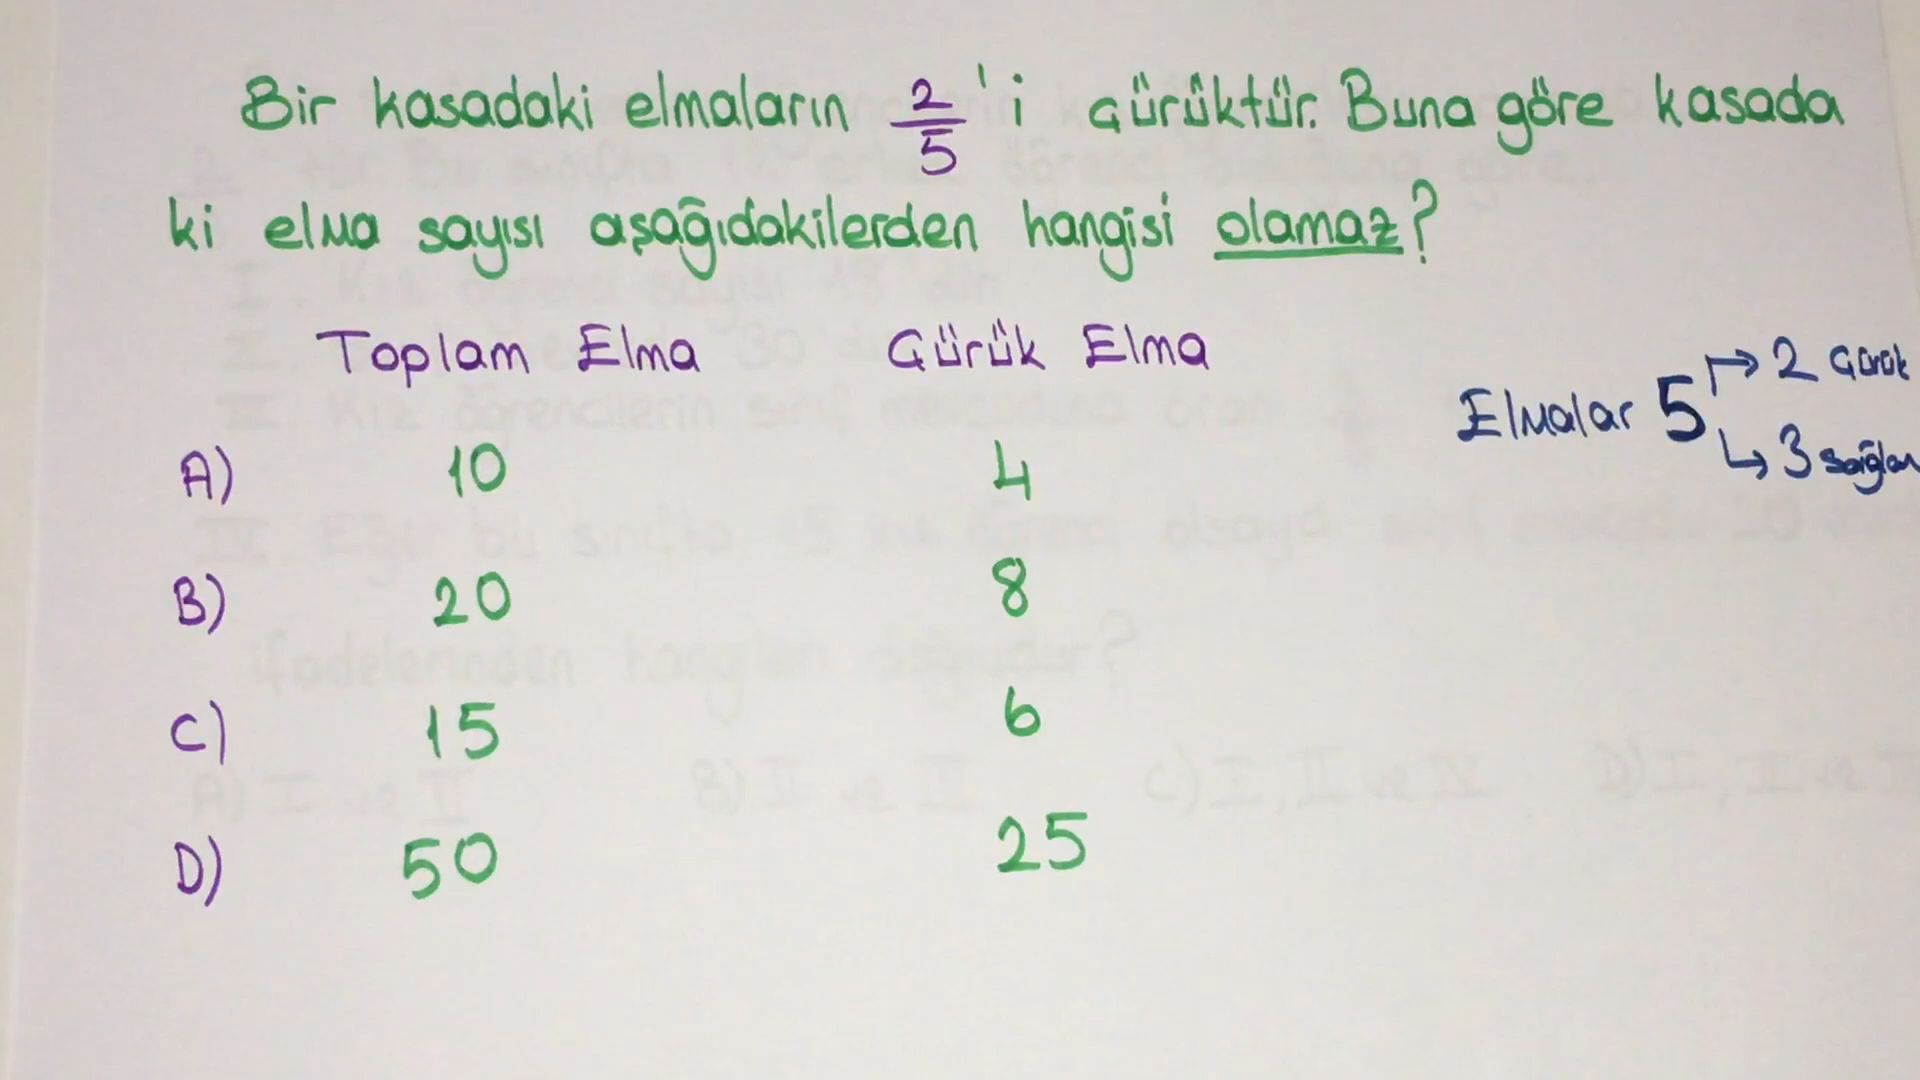 Bir kasadaki elmaların 2/5 'i çürüktür. Buna göre kasada
ki elma sayısı aşağıdakilerden hangisi olamaz?
Toplam Elma Çürük Elma
Elmalar 5 → 2 Çürük
↳ 3 sağlam
A) 10 4
B) 20 8
C) 15 6
D) 50 25